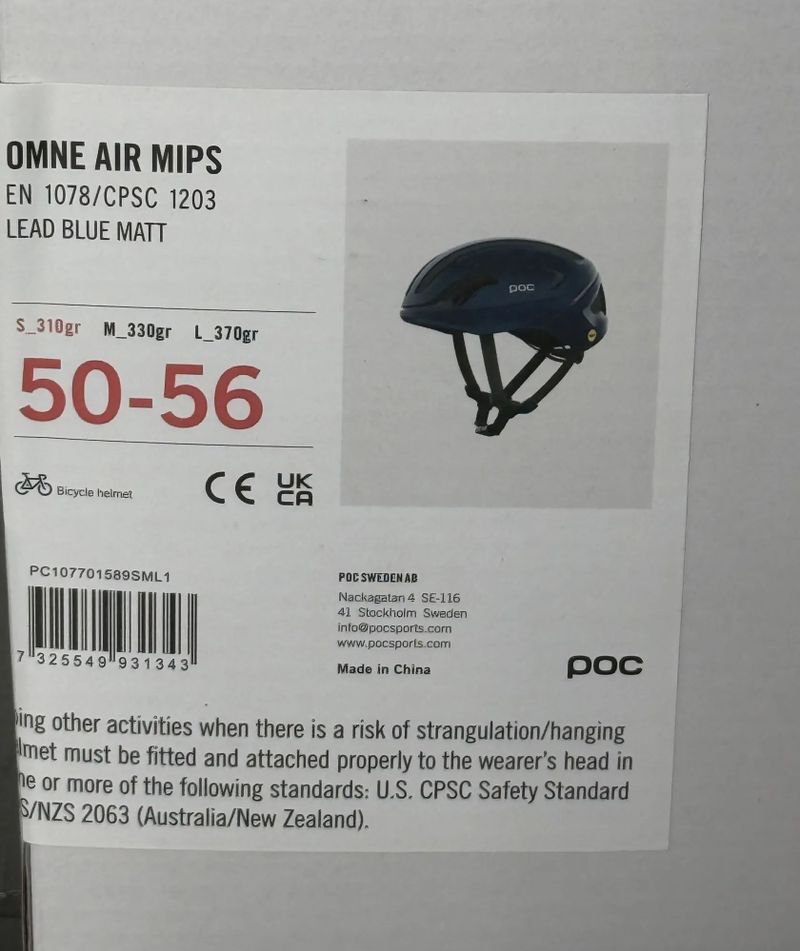 OMNE AIR MIPS
EN 1078/CPSC 1203
LEAD BLUE MATT
S_310gr M_330gr L_370gr
50-56
Bicycle helmet CE UK
CA
poc
PC107701589SML1
7 325549 931343
POC SWEDEN AB
Nackagatan 4 SE-116
41 Stockholm Sweden
info@pocsports.com
www.pocsports.com
Made in China
poc
other activities when there is a risk of strangulation/hanging
must be fitted and attached properly to the wearer's head in
or more of the following standards: U.S. CPSC Safety Standard
S/NZS 2063 (Australia/New Zealand).